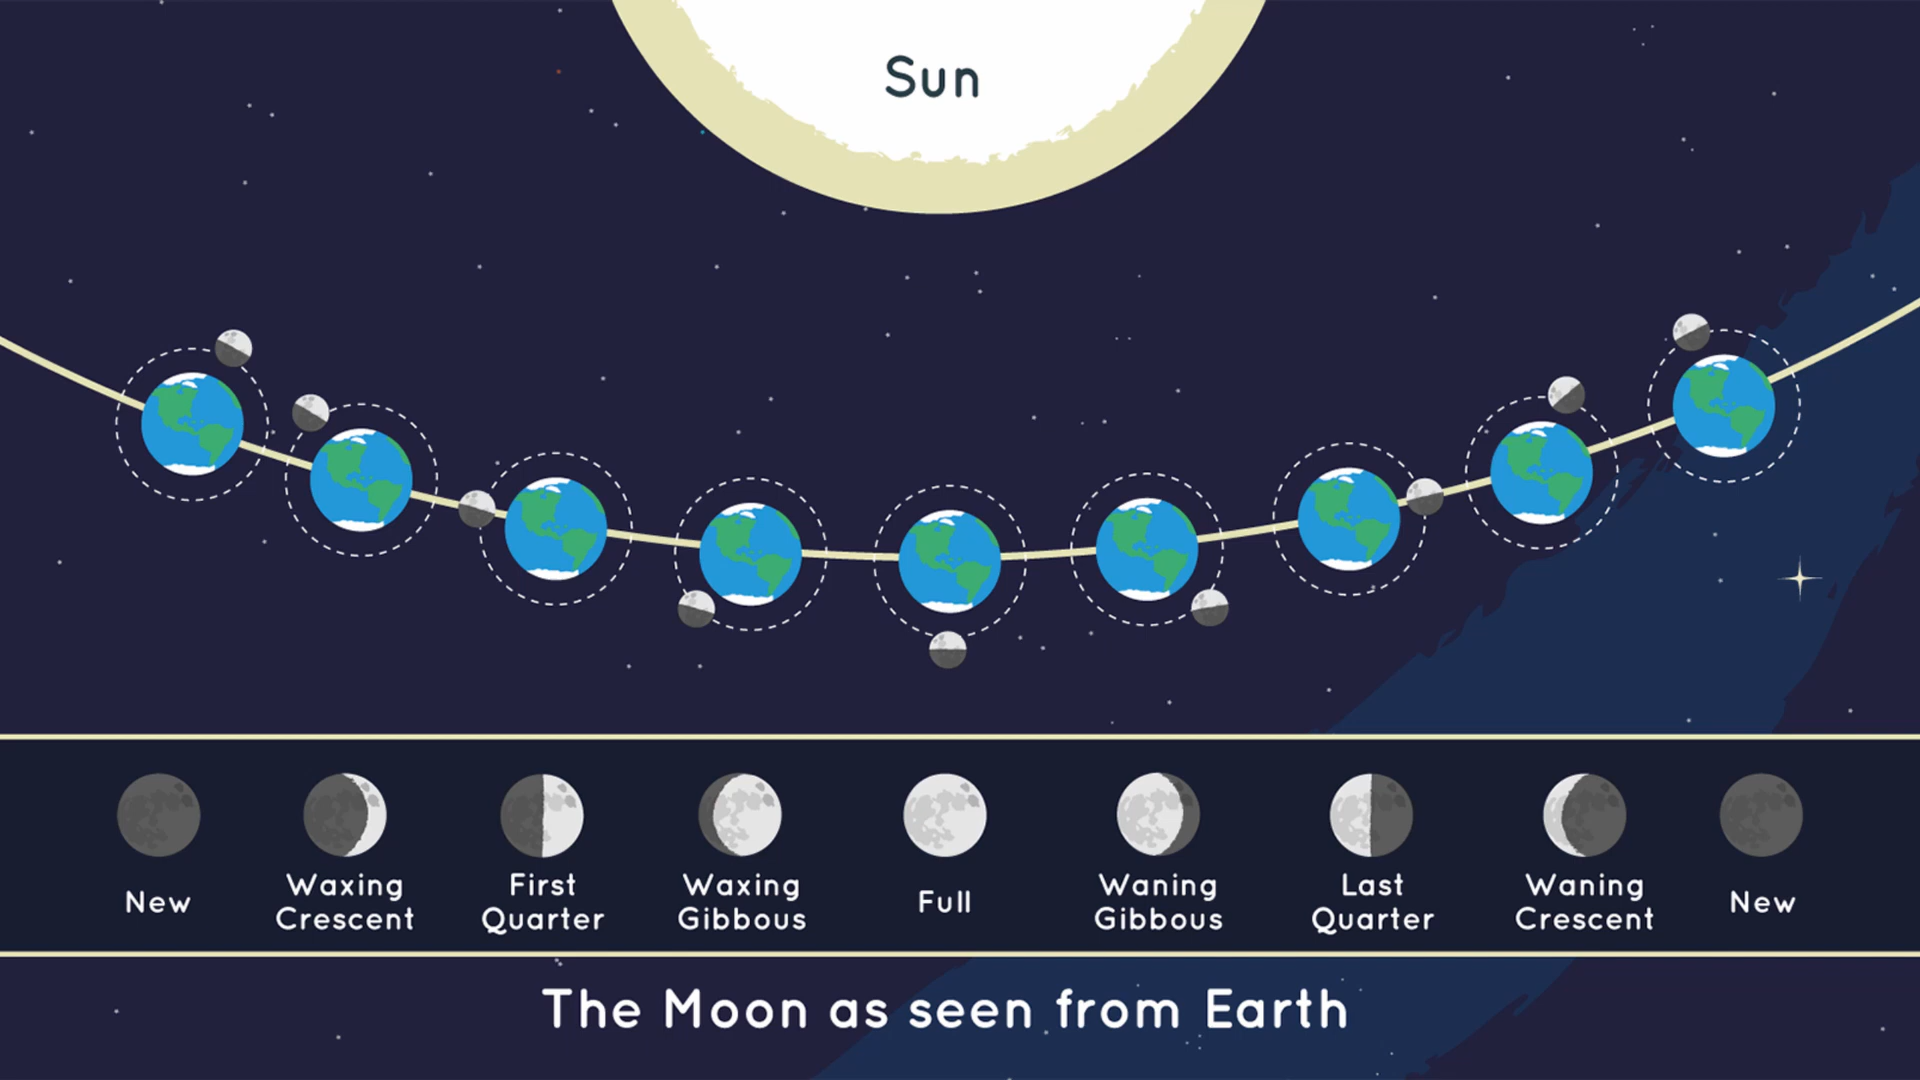 Sun
New
Waxing
Crescent
First
Quarter
Waxing
Gibbous
Full
Waning
Gibbous
Last
Quarter
Waning
Crescent
New
The Moon as seen from Earth